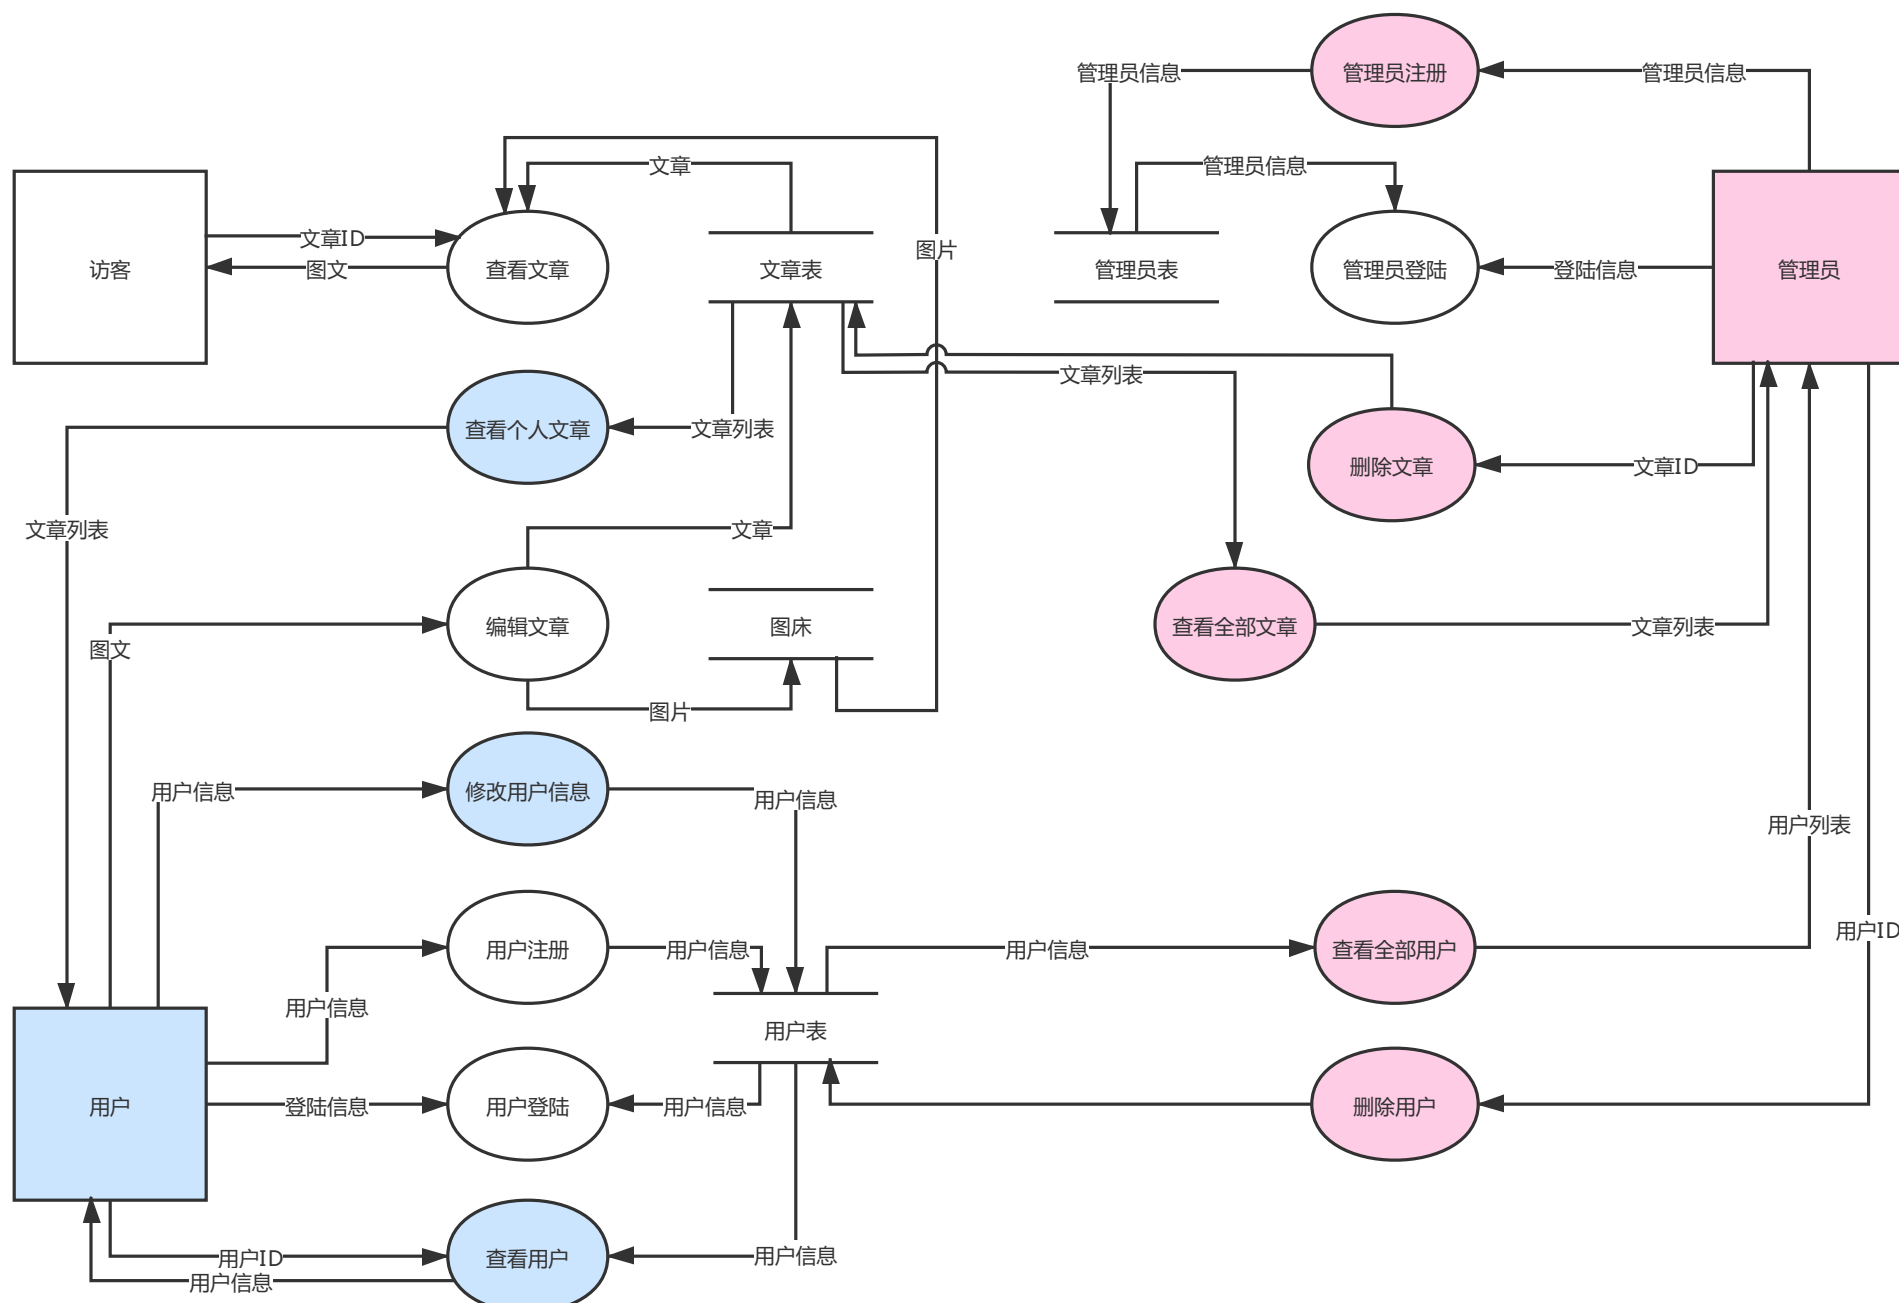 管理员注册
管理员信息
管理员信息
文章
管理员信息
文章ID
图文
访客
查看文章
文章表
图片
管理员表
管理员登陆
登陆信息
管理员
文章列表
查看个人文章
文章列表
删除文章
文章ID
文章列表
文章
编辑文章
图床
查看全部文章
文章列表
图文
图片
用户信息
修改用户信息
用户信息
用户列表
用户注册
用户信息
用户信息
查看全部用户
用户ID
用户信息
用户表
用户
登陆信息
用户登陆
用户信息
删除用户
用户ID
查看用户
用户信息
用户信息